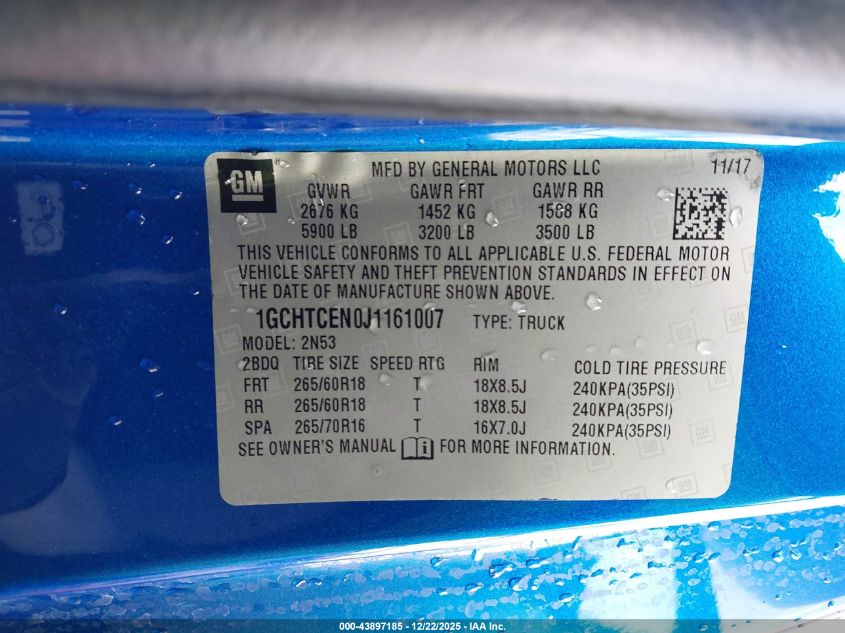 GM
MFD BY GENERAL MOTORS LLC 11/17
GVWR GAWR FRT GAWR RR
2676 KG 1452 KG 1588 KG
5900 LB 3200 LB 3500 LB
THIS VEHICLE CONFORMS TO ALL APPLICABLE U.S. FEDERAL MOTOR
VEHICLE SAFETY AND THEFT PREVENTION STANDARDS IN EFFECT ON
THE DATE OF MANUFACTURE SHOWN ABOVE.
1GCHTCEN0J1161007 TYPE: TRUCK
MODEL: 2N53
2BDQ TIRE SIZE SPEED RTG RIM COLD TIRE PRESSURE
FRT 265/60R18 T 18X8.5J 240KPA(35PSI)
RR 265/60R18 T 18X8.5J 240KPA(35PSI)
SPA 265/70R16 T 16X7.0J 240KPA(35PSI)
SEE OWNER'S MANUAL FOR MORE INFORMATION.
000-43897185 - 12/22/2025 - IAA Inc.